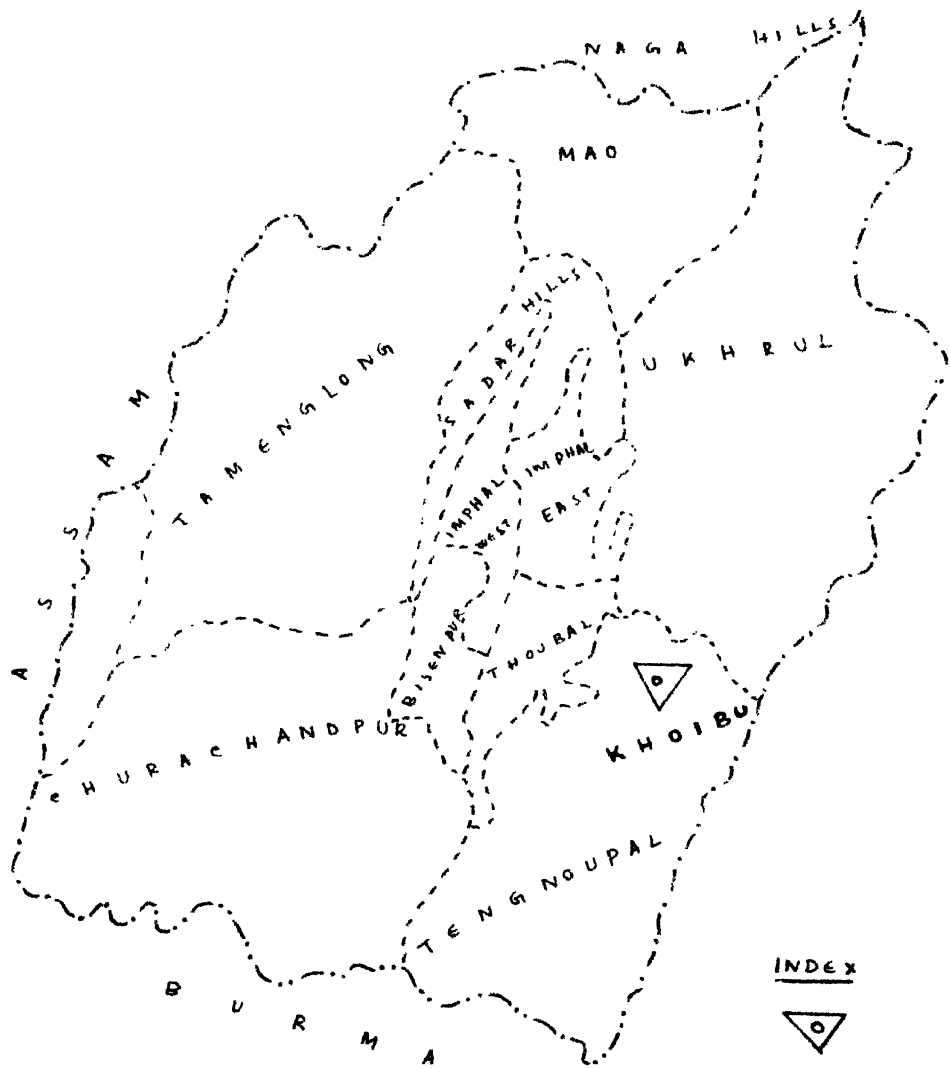 NAGA HILLS
MAO
SADAR HILLS
UKHRUL
TAMENGLONG
ASSAM
IMPHAL
WEST
IMPHAL
EAST
BISENPUR
THOUBAL
KHOIBU
CHURACHANDPUR
TENGNOUPAL
BURMA
INDEX